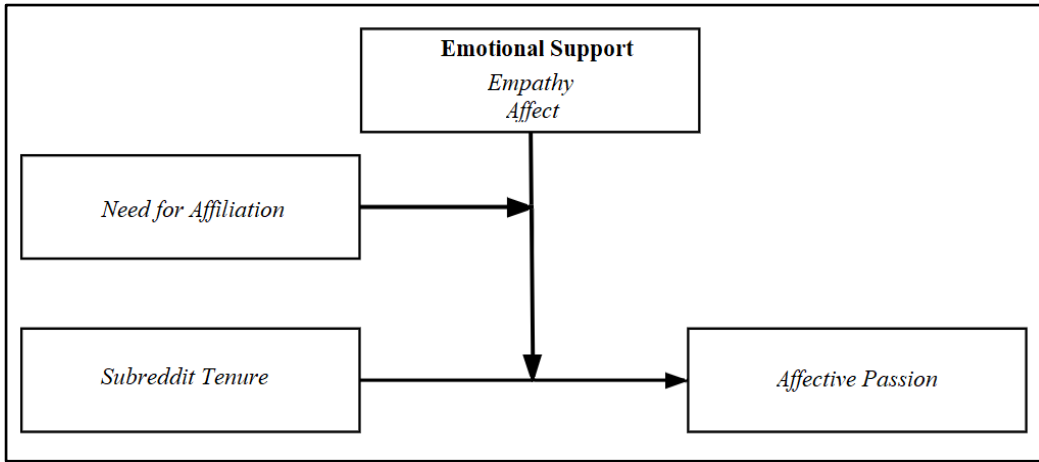 Emotional Support
Empathy
Affect
Need for Affiliation
Subreddit Tenure
Affective Passion